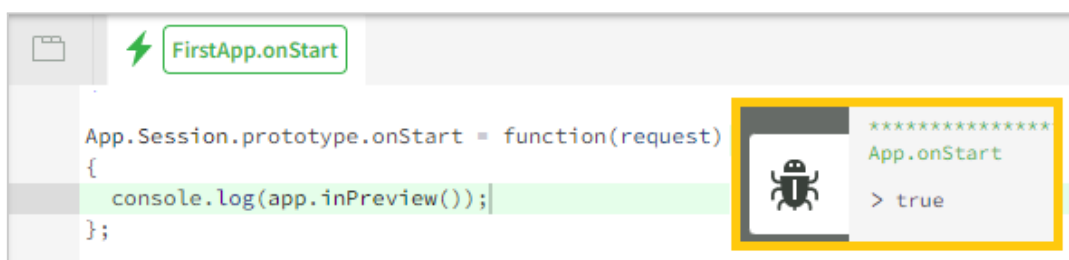 FirstApp.onStart
App.Session.prototype.onStart = function(request)
{
console.log(app.inPreview());
};
***************
App.onStart
> true